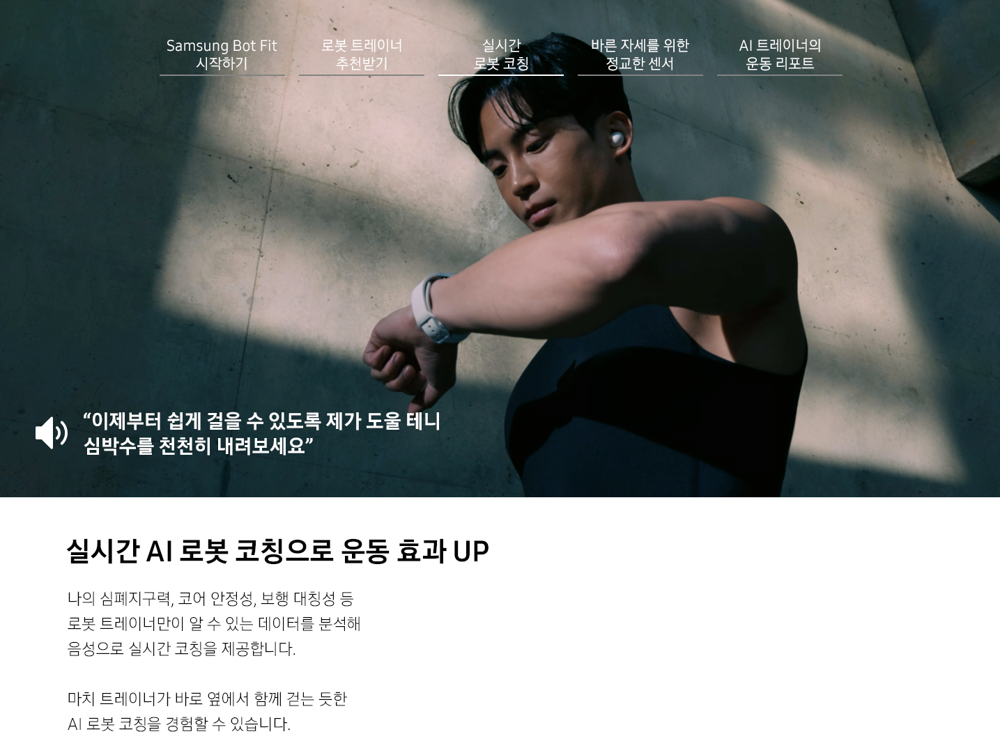 Samsung Bot Fit
시작하기
로봇 트레이너
추천받기
실시간
로봇 코칭
바른 자세를 위한
정교한 센서
AI 트레이너의
운동 리포트
“이제부터 쉽게 걸을 수 있도록 제가 도울 테니
심박수를 천천히 내려보세요”
실시간 AI 로봇 코칭으로 운동 효과 UP
나의 심폐지구력, 코어 안정성, 보행 대칭성 등
로봇 트레이너만이 알 수 있는 데이터를 분석해
음성으로 실시간 코칭을 제공합니다.
마치 트레이너가 바로 옆에서 함께 걷는 듯한
AI 로봇 코칭을 경험할 수 있습니다.